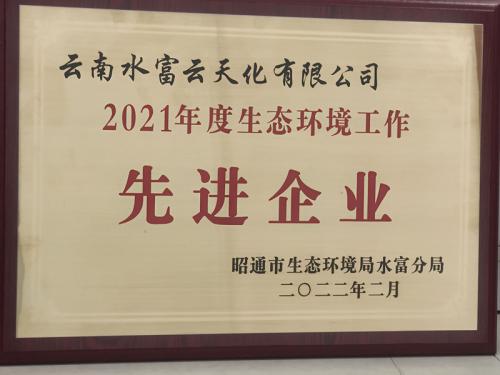 云南水富云天化有限公司
2021年度生态环境工作
先进企业
昭通市生态环境局水富分局
二〇二二年二月